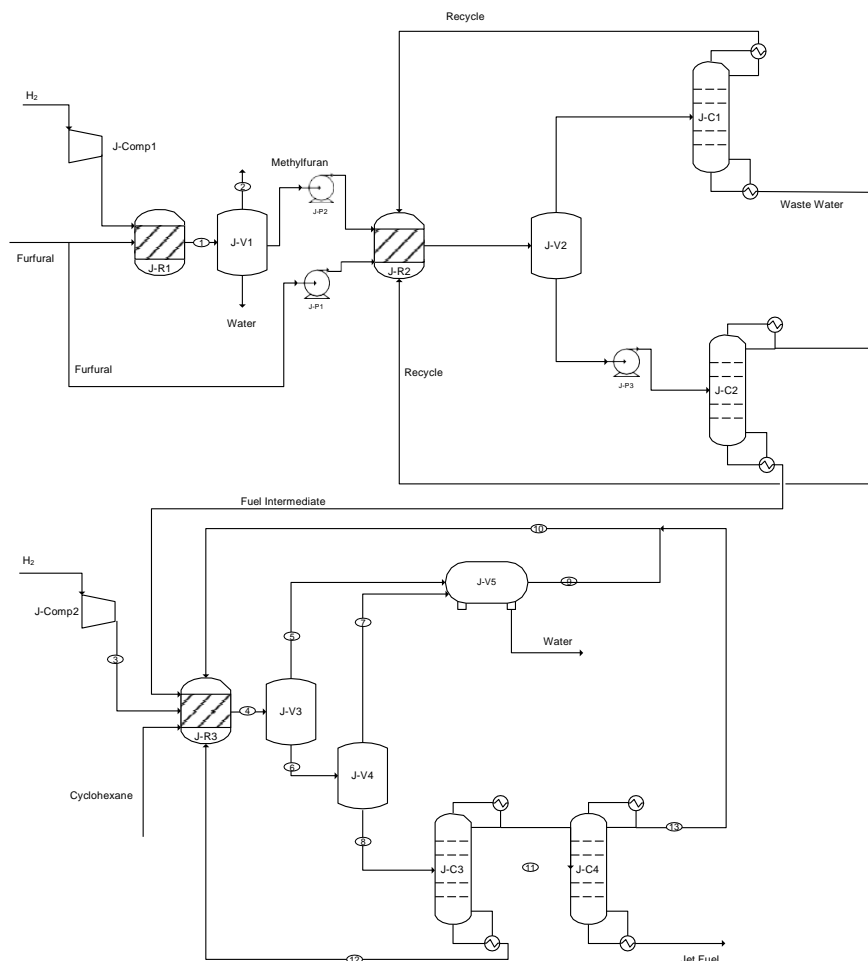 Recycle
H₂
J-C1
J-Comp1
Methylfuran
2
J-P2
Waste Water
J-V1
J-V2
1
Furfural
J-R1
J-R2
J-P1
Water
Furfural
Recycle
J-P3
J-C2
Fuel Intermediate
10
H₂
J-V5
9
J-Comp2
7
5
Water
3
4
J-V3
J-R3
6
J-V4
Cyclohexane
13
8
J-C3
11
J-C4
12
Jet Fuel